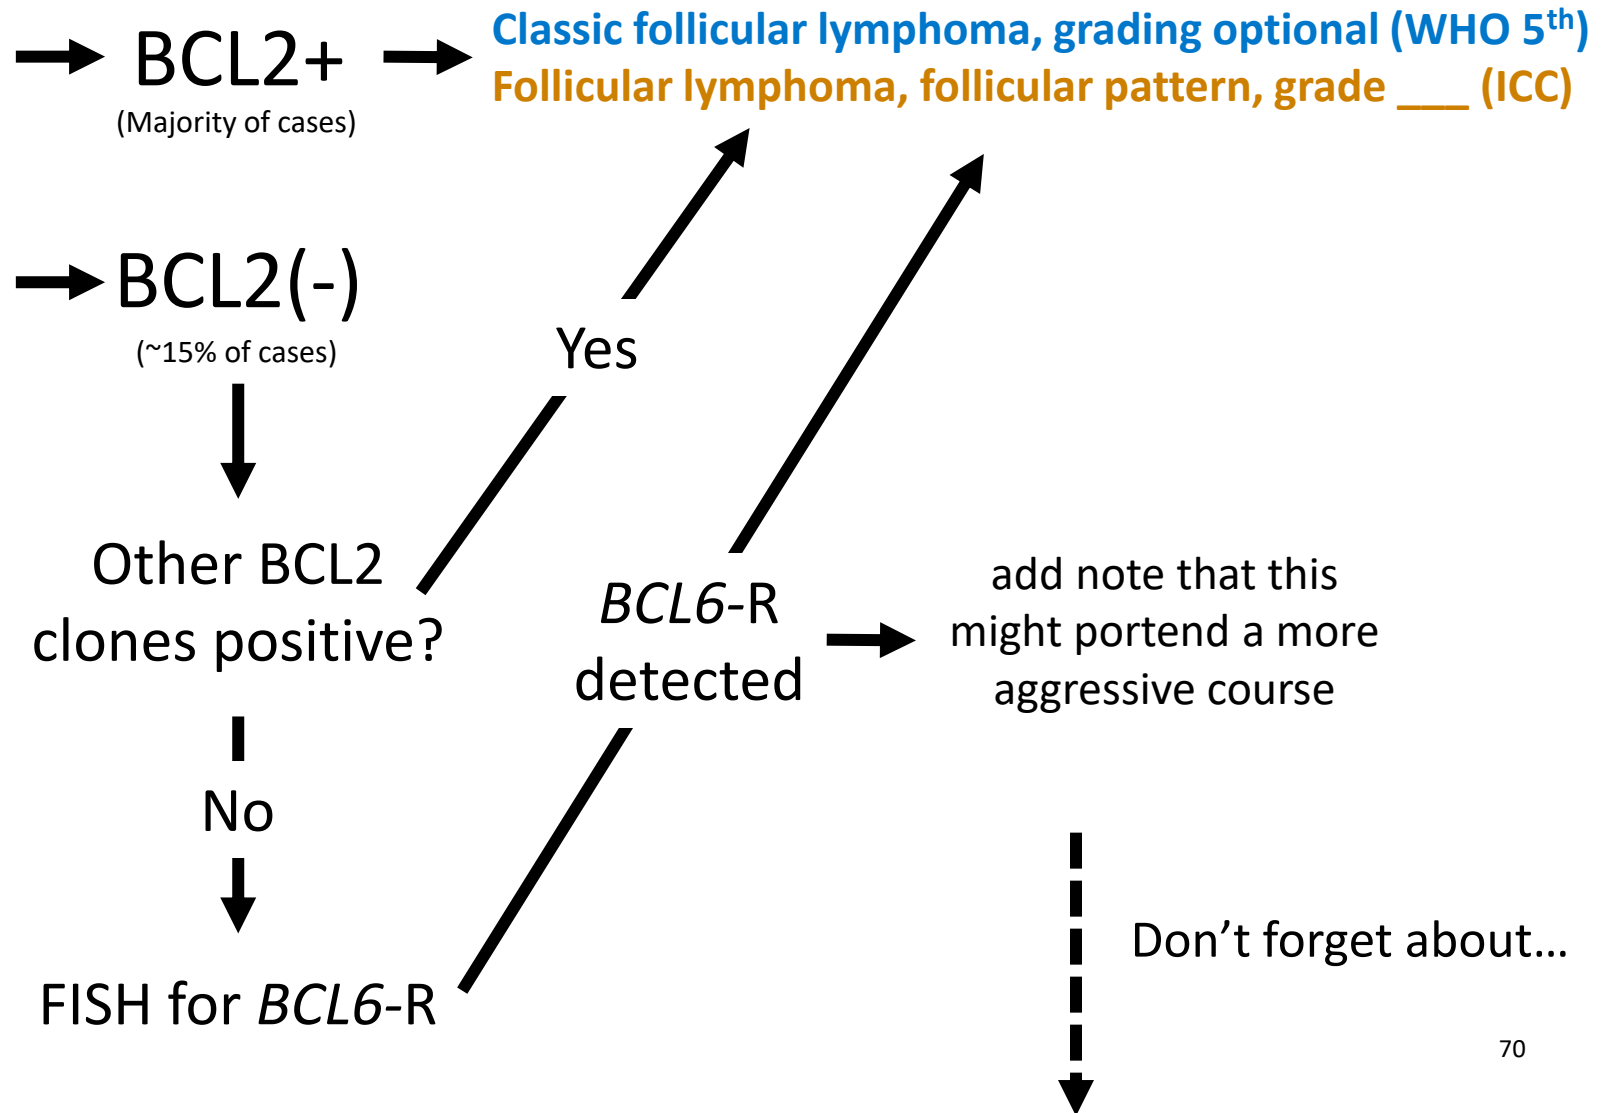 BCL2+
(Majority of cases)
Classic follicular lymphoma, grading optional (WHO 5th)
Follicular lymphoma, follicular pattern, grade ___ (ICC)
BCL2(-)
(~15% of cases)
Yes
Other BCL2
clones positive?
BCL6-R
detected
add note that this
might portend a more
aggressive course
No
FISH for BCL6-R
Don’t forget about…
70